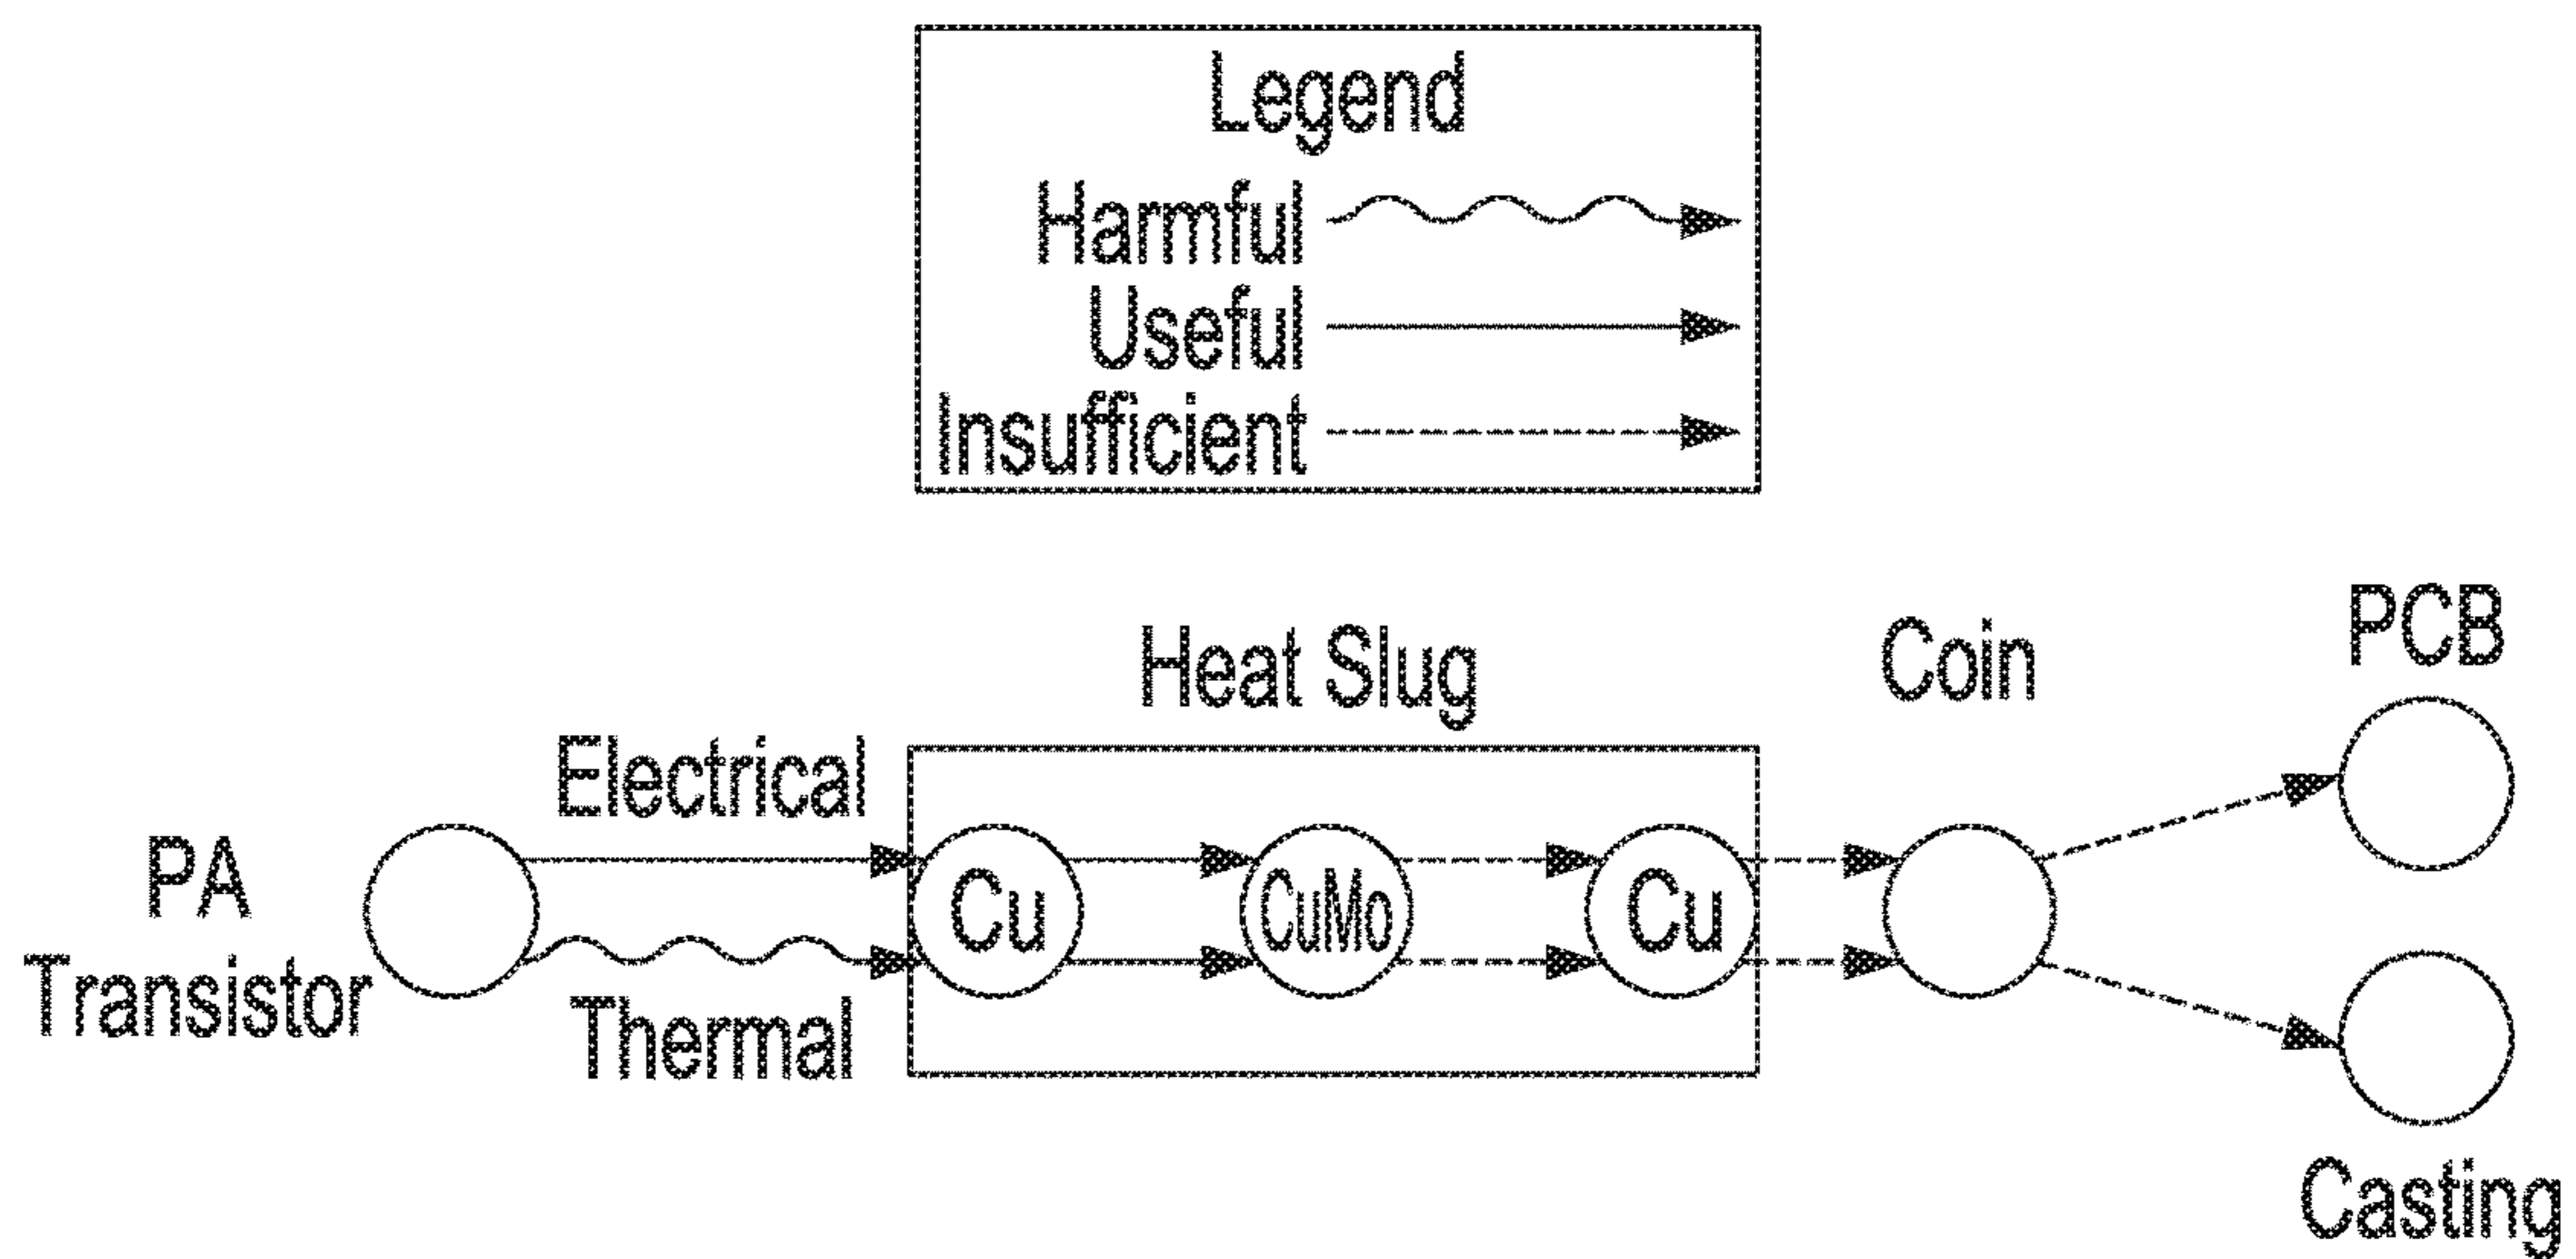 Legend
Harmful
Useful
Insufficient
Heat Slug
Coin
PCB
Electrical
PA
Transistor
Cu
CuMo
Cu
Thermal
Casting